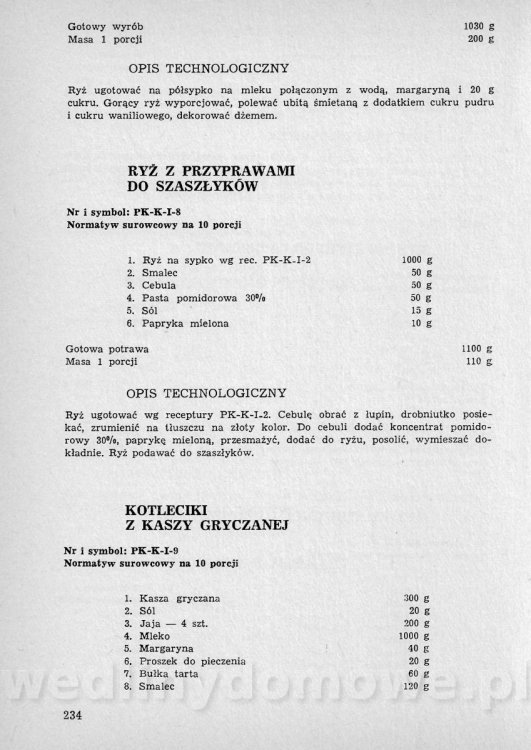 Gotowy wyrób 1030 g
Masa 1 porcji 200 g
OPIS TECHNOLOGICZNY
Ryż ugotować na półsypko na mleku połączonym z wodą, margaryną i 20 g
cukru. Gorący ryż wyporcjować, polewać ubitą śmietaną z dodatkiem cukru pudru
i cukru waniliowego, dekorować dżemem.
RYŻ Z PRZYPRAWAMI
DO SZASZŁYKÓW
Nr i symbol: PK-K-I-8
Normatyw surowcowy na 10 porcji
1. Ryż na sypko wg rec. PK-K-I-2 1000 g
2. Smalec 50 g
3. Cebula 50 g
4. Pasta pomidorowa 30% 50 g
5. Sól 15 g
6. Papryka mielona 10 g
Gotowa potrawa 1100 g
Masa 1 porcji 110 g
OPIS TECHNOLOGICZNY
Ryż ugotować wg receptury PK-K-I-2. Cebulę obrać z łupin, drobniutko posie-
kać, zrumienić na tłuszczu na złoty kolor. Do cebuli dodać koncentrat pomido-
rowy 30%, paprykę mieloną, przesmażyć, dodać do ryżu, posolić, wymieszać do-
kładnie. Ryż podawać do szaszłyków.
KOTLECIKI
Z KASZY GRYCZANEJ
Nr i symbol: PK-K-I-9
Normatyw surowcowy na 10 porcji
1. Kasza gryczana 300 g
2. Sól 20 g
3. Jaja — 4 szt. 200 g
4. Mleko 1000 g
5. Margaryna 40 g
6. Proszek do pieczenia 20 g
7. Bułka tarta 60 g
8. Smalec 120 g
wedlinydomowe.pl
234